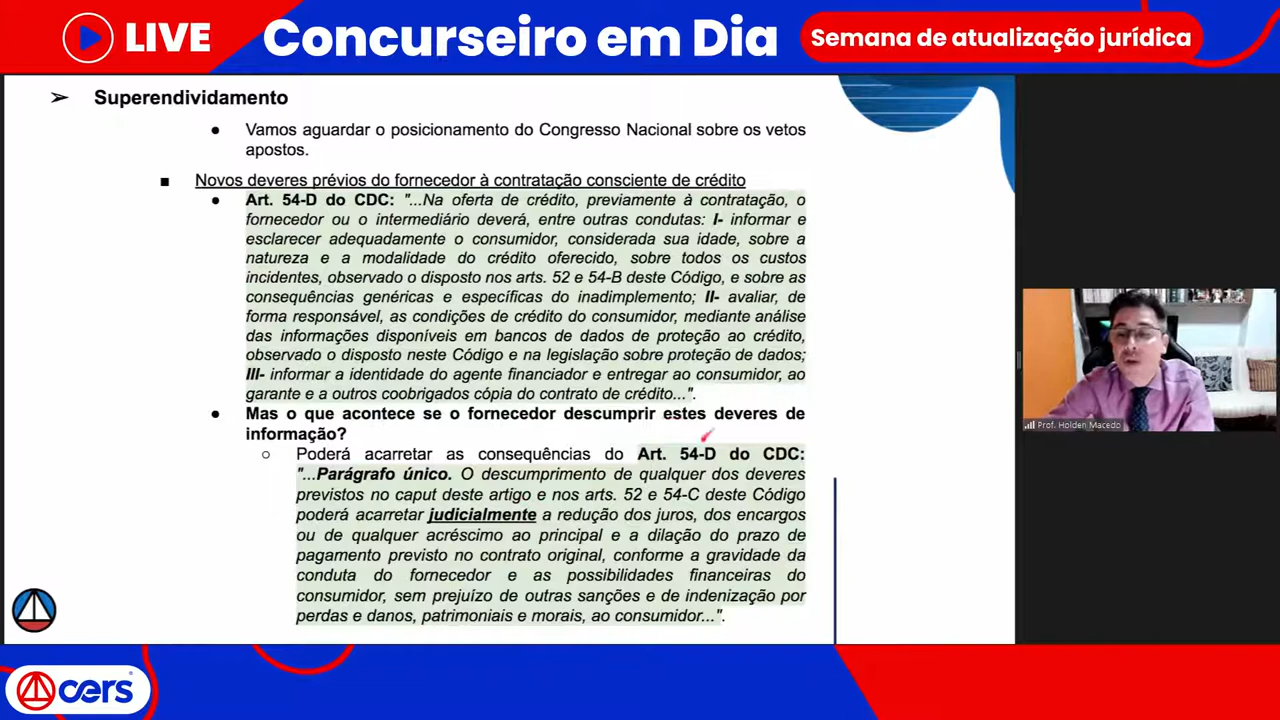 LIVE
Concurseiro em Dia
Semana de atualização jurídica
➢ Superendividamento
● Vamos aguardar o posicionamento do Congresso Nacional sobre os vetos
apostos.
■ Novos deveres prévios do fornecedor à contratação consciente de crédito
● Art. 54-D do CDC: "...Na oferta de crédito, previamente à contratação, o
fornecedor ou o intermediário deverá, entre outras condutas: I- informar e
esclarecer adequadamente o consumidor, considerada sua idade, sobre a
natureza e a modalidade do crédito oferecido, sobre todos os custos
incidentes, observado o disposto nos arts. 52 e 54-B deste Código, e sobre as
consequências genéricas e específicas do inadimplemento; II- avaliar, de
forma responsável, as condições de crédito do consumidor, mediante análise
das informações disponíveis em bancos de dados de proteção ao crédito,
observado o disposto neste Código e na legislação sobre proteção de dados;
III- informar a identidade do agente financiador e entregar ao consumidor, ao
garante e a outros coobrigados cópia do contrato de crédito...".
● Mas o que acontece se o fornecedor descumprir estes deveres de
informação?
○ Poderá acarretar as consequências do Art. 54-D do CDC:
"...Parágrafo único. O descumprimento de qualquer dos deveres
previstos no caput deste artigo e nos arts. 52 e 54-C deste Código
poderá acarretar judicialmente a redução dos juros, dos encargos
ou de qualquer acréscimo ao principal e a dilação do prazo de
pagamento previsto no contrato original, conforme a gravidade da
conduta do fornecedor e as possibilidades financeiras do
consumidor, sem prejuízo de outras sanções e de indenização por
perdas e danos, patrimoniais e morais, ao consumidor...".
Prof. Holden Macedo
cers